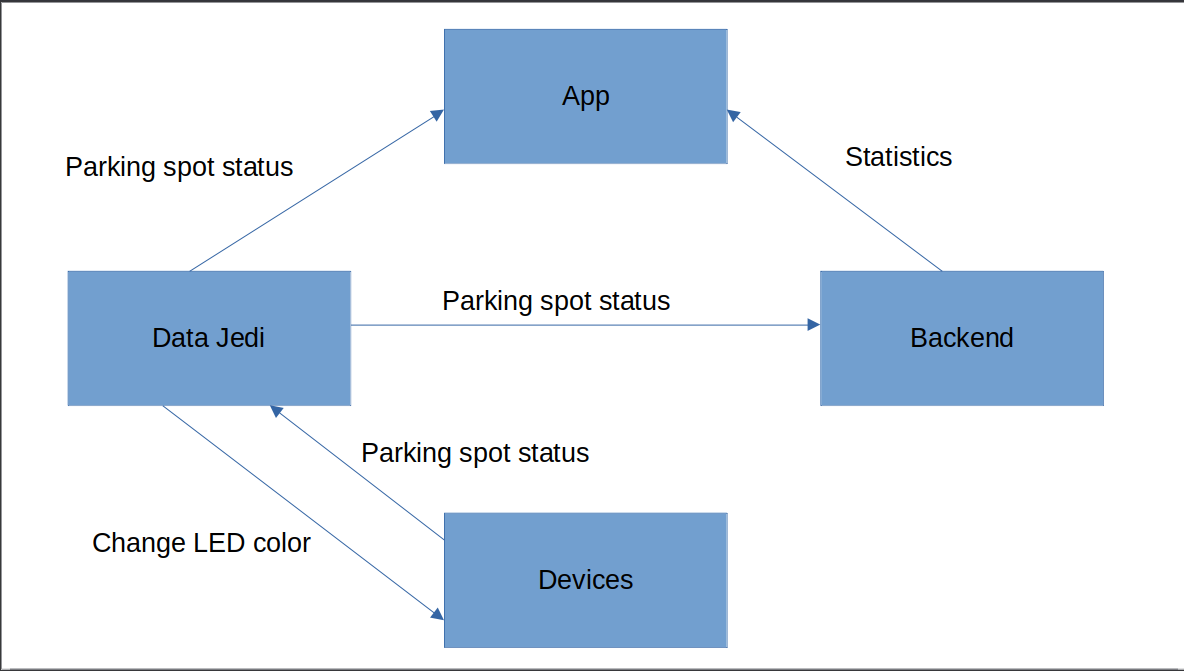 App
Parking spot status
Statistics
Parking spot status
Data Jedi
Backend
Parking spot status
Change LED color
Devices